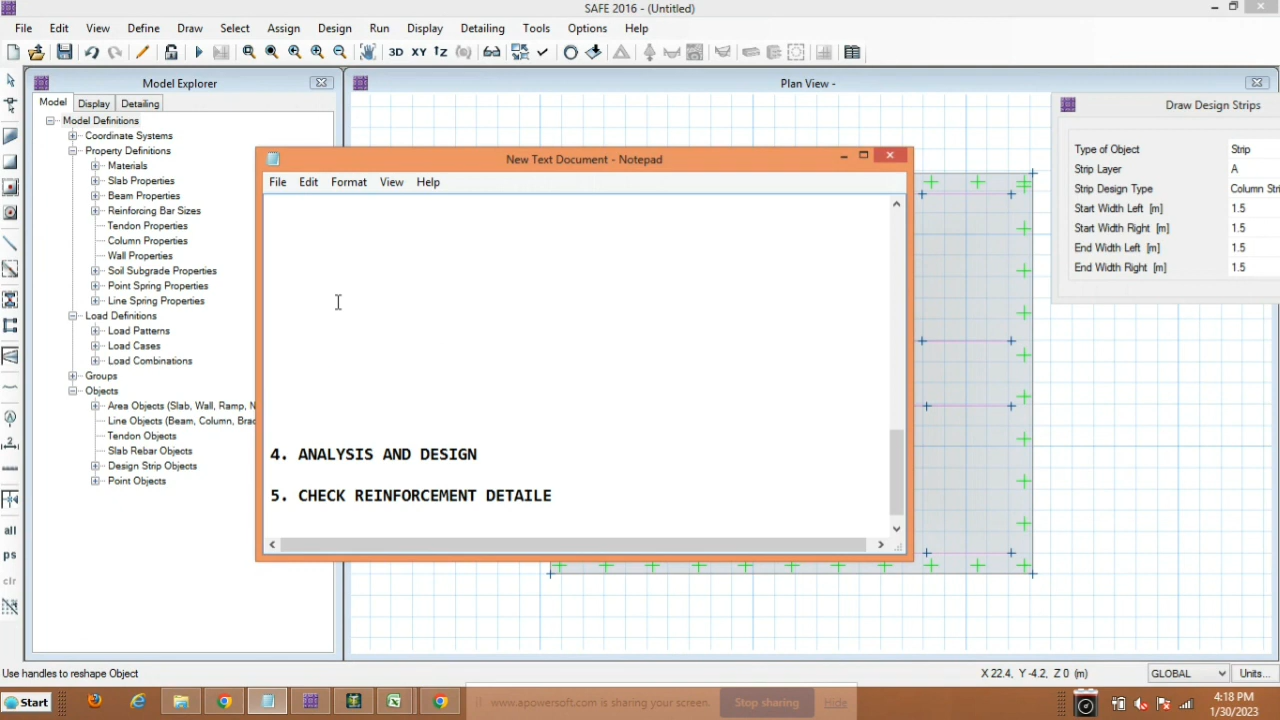 SAFE 2016 - (Untitled)
File Edit View Define Draw Select Assign Design Run Display Detailing Tools Options Help
3D XY
Model Explorer
Plan View -
Model Display Detailing
Model Definitions
Coordinate Systems
Property Definitions
Materials
Slab Properties
Beam Properties
Reinforcing Bar Sizes
Tendon Properties
Column Properties
Wall Properties
Soil Subgrade Properties
Point Spring Properties
Line Spring Properties
Load Definitions
Load Patterns
Load Cases
Load Combinations
Groups
Objects
Area Objects (Slab, Wall, Ramp, N
Line Objects (Beam, Column, Brac
Tendon Objects
Slab Rebar Objects
Design Strip Objects
Point Objects
all
ps
clr
New Text Document - Notepad
File Edit Format View Help
4. ANALYSIS AND DESIGN
5. CHECK REINFORCEMENT DETAILE
Draw Design Strips
Type of Object Strip
Strip Layer A
Strip Design Type Column Stri
Start Width Left [m] 1.5
Start Width Right [m] 1.5
End Width Left [m] 1.5
End Width Right [m] 1.5
Use handles to reshape Object
X 22.4, Y -4.2, Z 0 (m)
GLOBAL
Units...
Start
www.apowersoft.com is sharing your screen.
Stop sharing
Hide
4:18 PM
1/30/2023